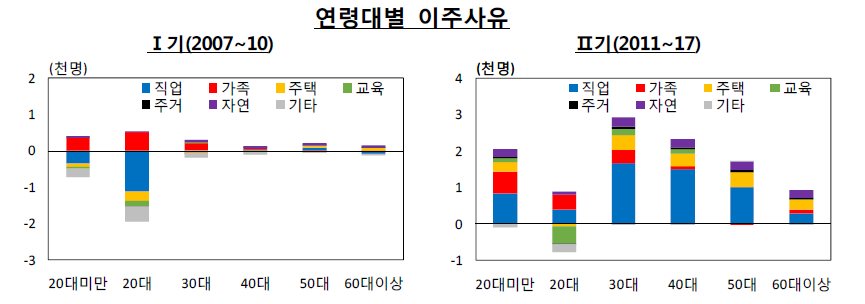 연령대별 이주사유
Ⅰ기(2007~10)
(천명)
직업 가족 주택 교육
주거 자연 기타
2
1
0
-1
-2
-3
20대미만 20대 30대 40대 50대 60대이상
Ⅱ기(2011~17)
(천명)
직업 가족 주택 교육
주거 자연 기타
4
3
2
1
0
-1
20대미만 20대 30대 40대 50대 60대이상